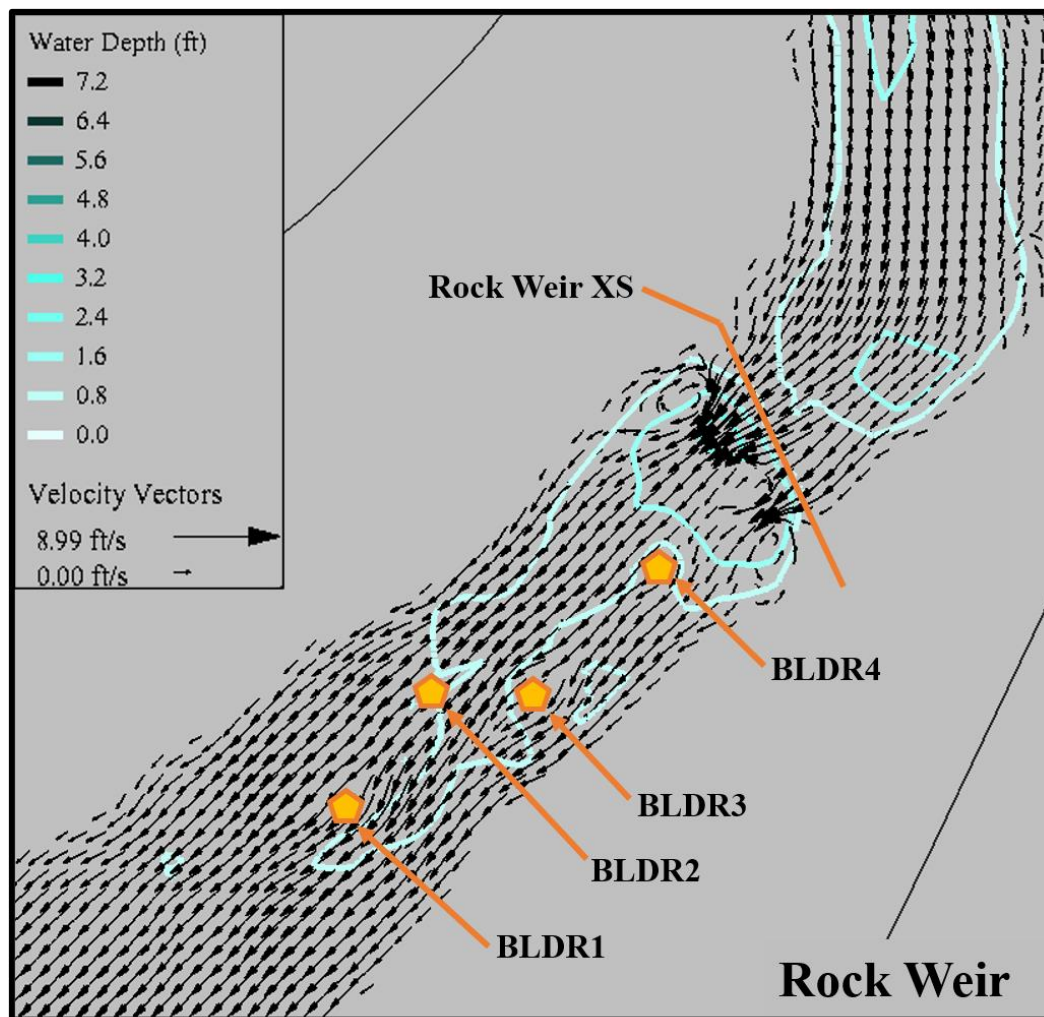 Water Depth (ft)
7.2
6.4
5.6
4.8
4.0
3.2
2.4
1.6
0.8
0.0
Velocity Vectors
8.99 ft/s
0.00 ft/s
Rock Weir XS
BLDR4
BLDR3
BLDR2
BLDR1
Rock Weir